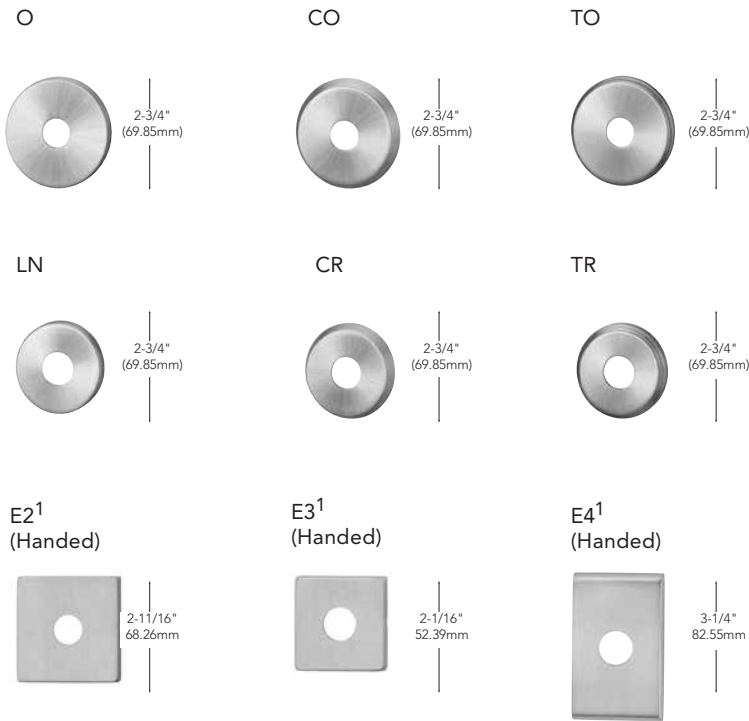 O
CO
TO
2-3/4"
(69.85mm)
2-3/4"
(69.85mm)
2-3/4"
(69.85mm)
LN
CR
TR
2-3/4"
(69.85mm)
2-3/4"
(69.85mm)
2-3/4"
(69.85mm)
E2¹
(Handed)
E3¹
(Handed)
E4¹
(Handed)
2-11/16"
68.26mm
2-1/16"
52.39mm
3-1/4"
82.55mm